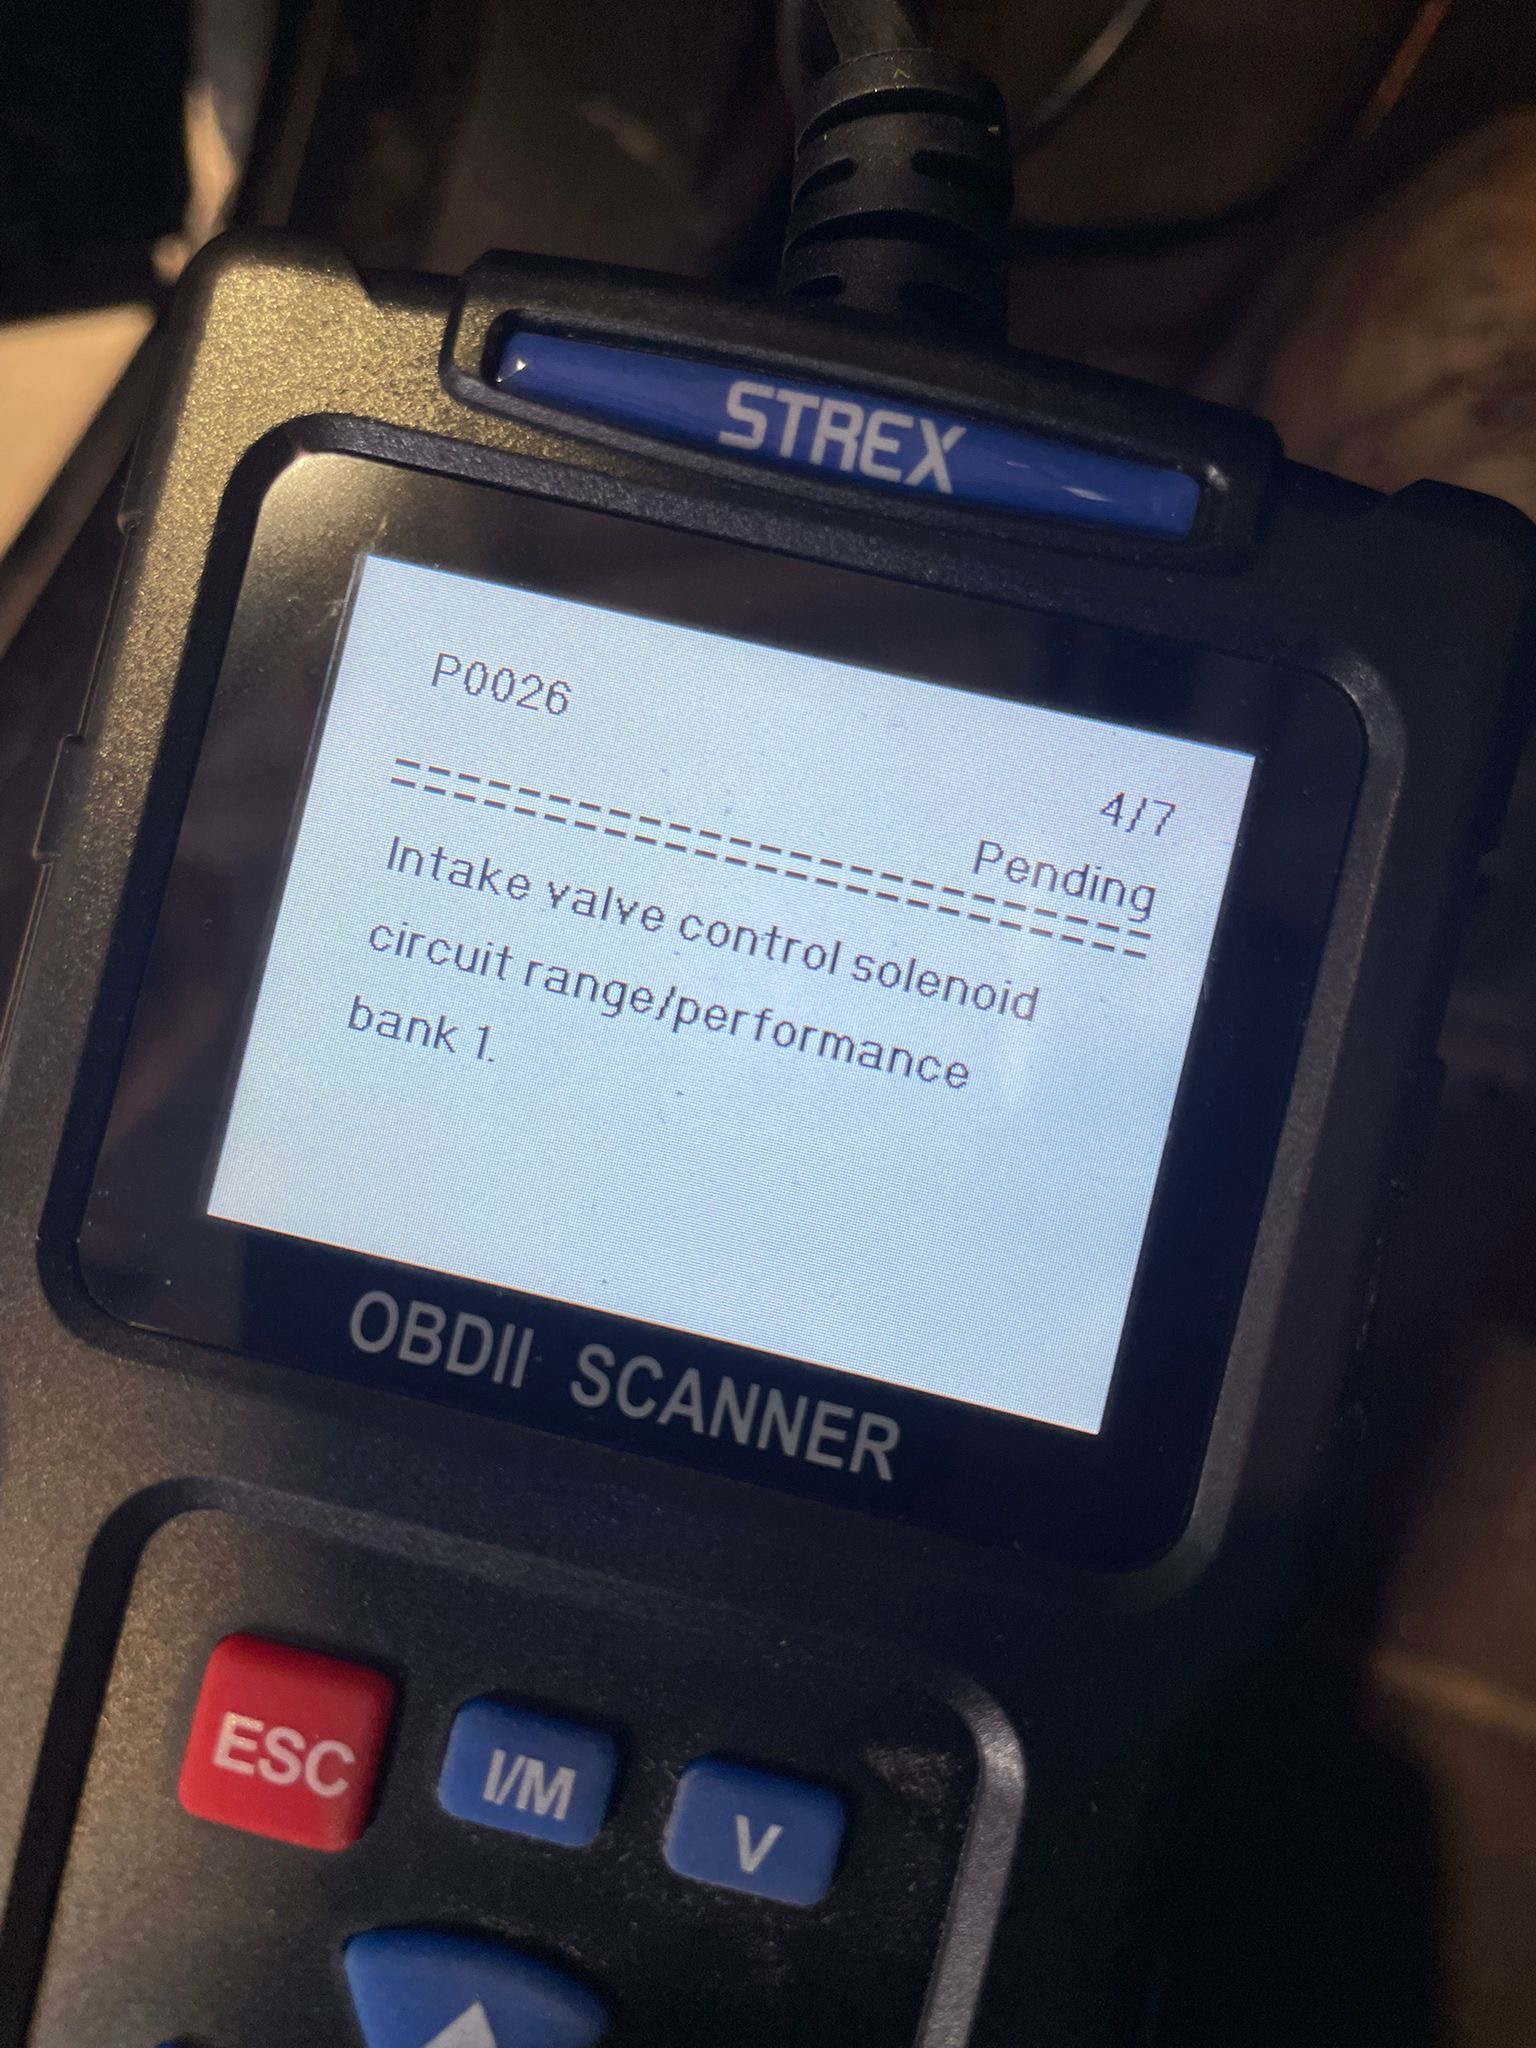 STREX
P0026
4/7
Pending
==========================
Intake valve control solenoid
circuit range/performance
bank 1.
OBDII SCANNER
ESC
I/M
V